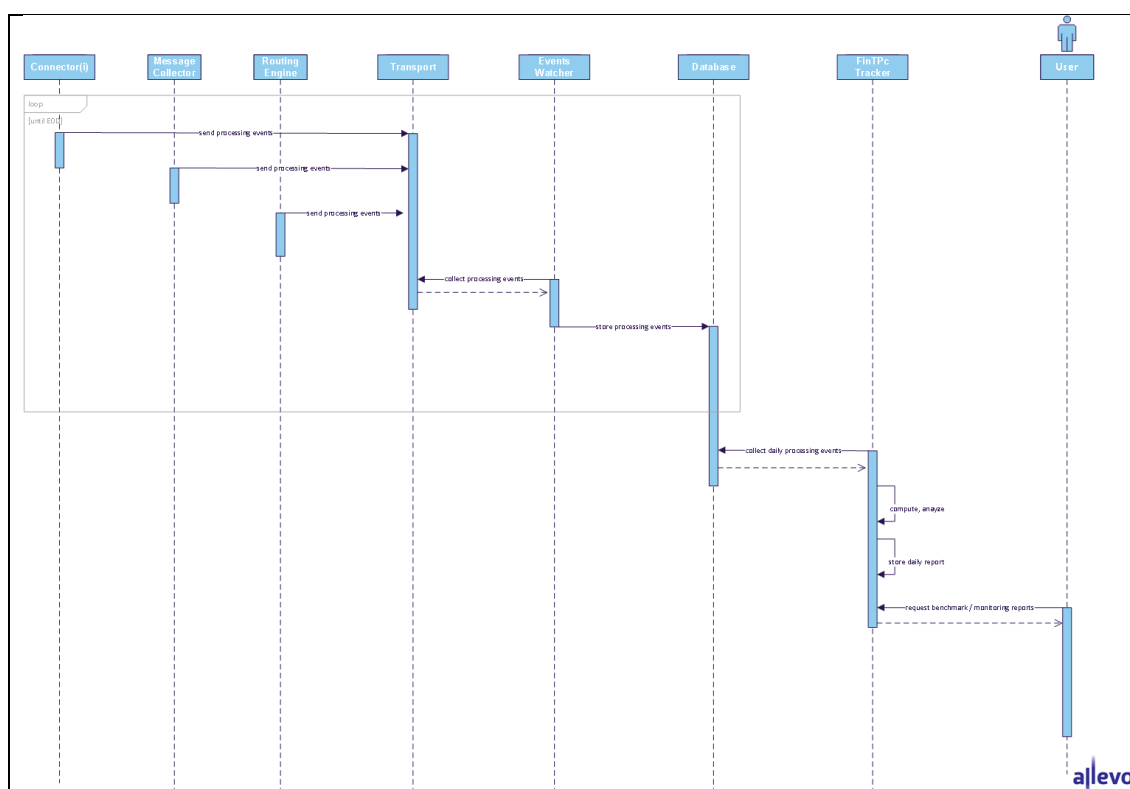 Connector(i)
Message
Collector
Routing
Engine
Transport
Events
Watcher
Database
FinTPc
Tracker
User
loop
[until EOD]
send processing events
send processing events
send processing events
collect processing events
store processing events
collect daily processing events
compute, anayze
store daily report
request benchmark / monitoring reports
allevo